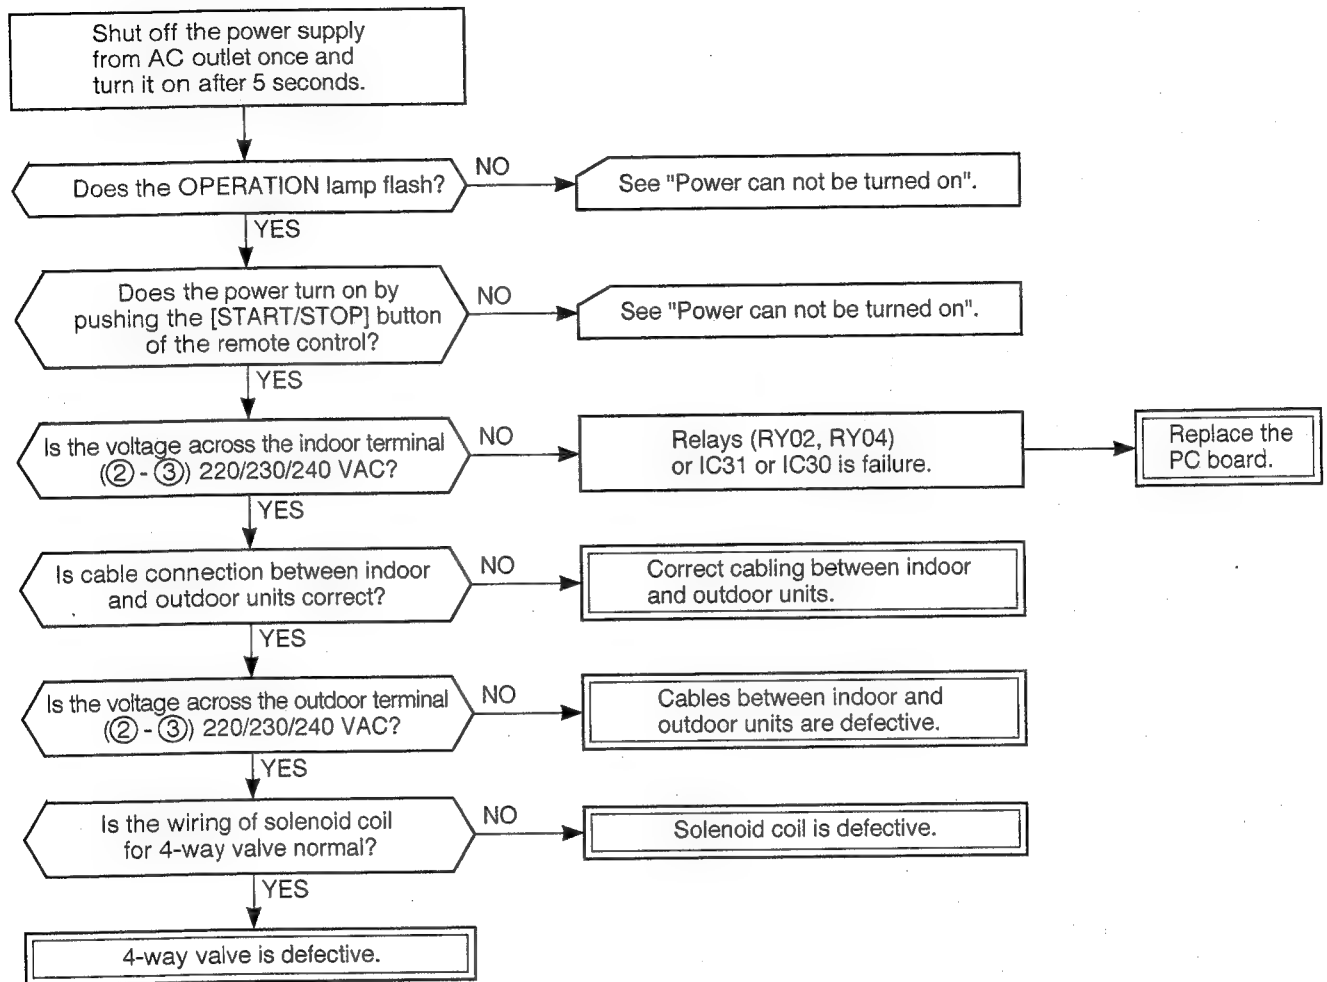 Shut off the power supply
from AC outlet once and
turn it on after 5 seconds.
Does the OPERATION lamp flash?
NO
See "Power can not be turned on".
YES
Does the power turn on by
pushing the [START/STOP] button
of the remote control?
NO
See "Power can not be turned on".
YES
Is the voltage across the indoor terminal
(② - ③) 220/230/240 VAC?
NO
Relays (RY02, RY04)
or IC31 or IC30 is failure.
Replace the
PC board.
YES
Is cable connection between indoor
and outdoor units correct?
NO
Correct cabling between indoor
and outdoor units.
YES
Is the voltage across the outdoor terminal
(② - ③) 220/230/240 VAC?
NO
Cables between indoor and
outdoor units are defective.
YES
Is the wiring of solenoid coil
for 4-way valve normal?
NO
Solenoid coil is defective.
YES
4-way valve is defective.